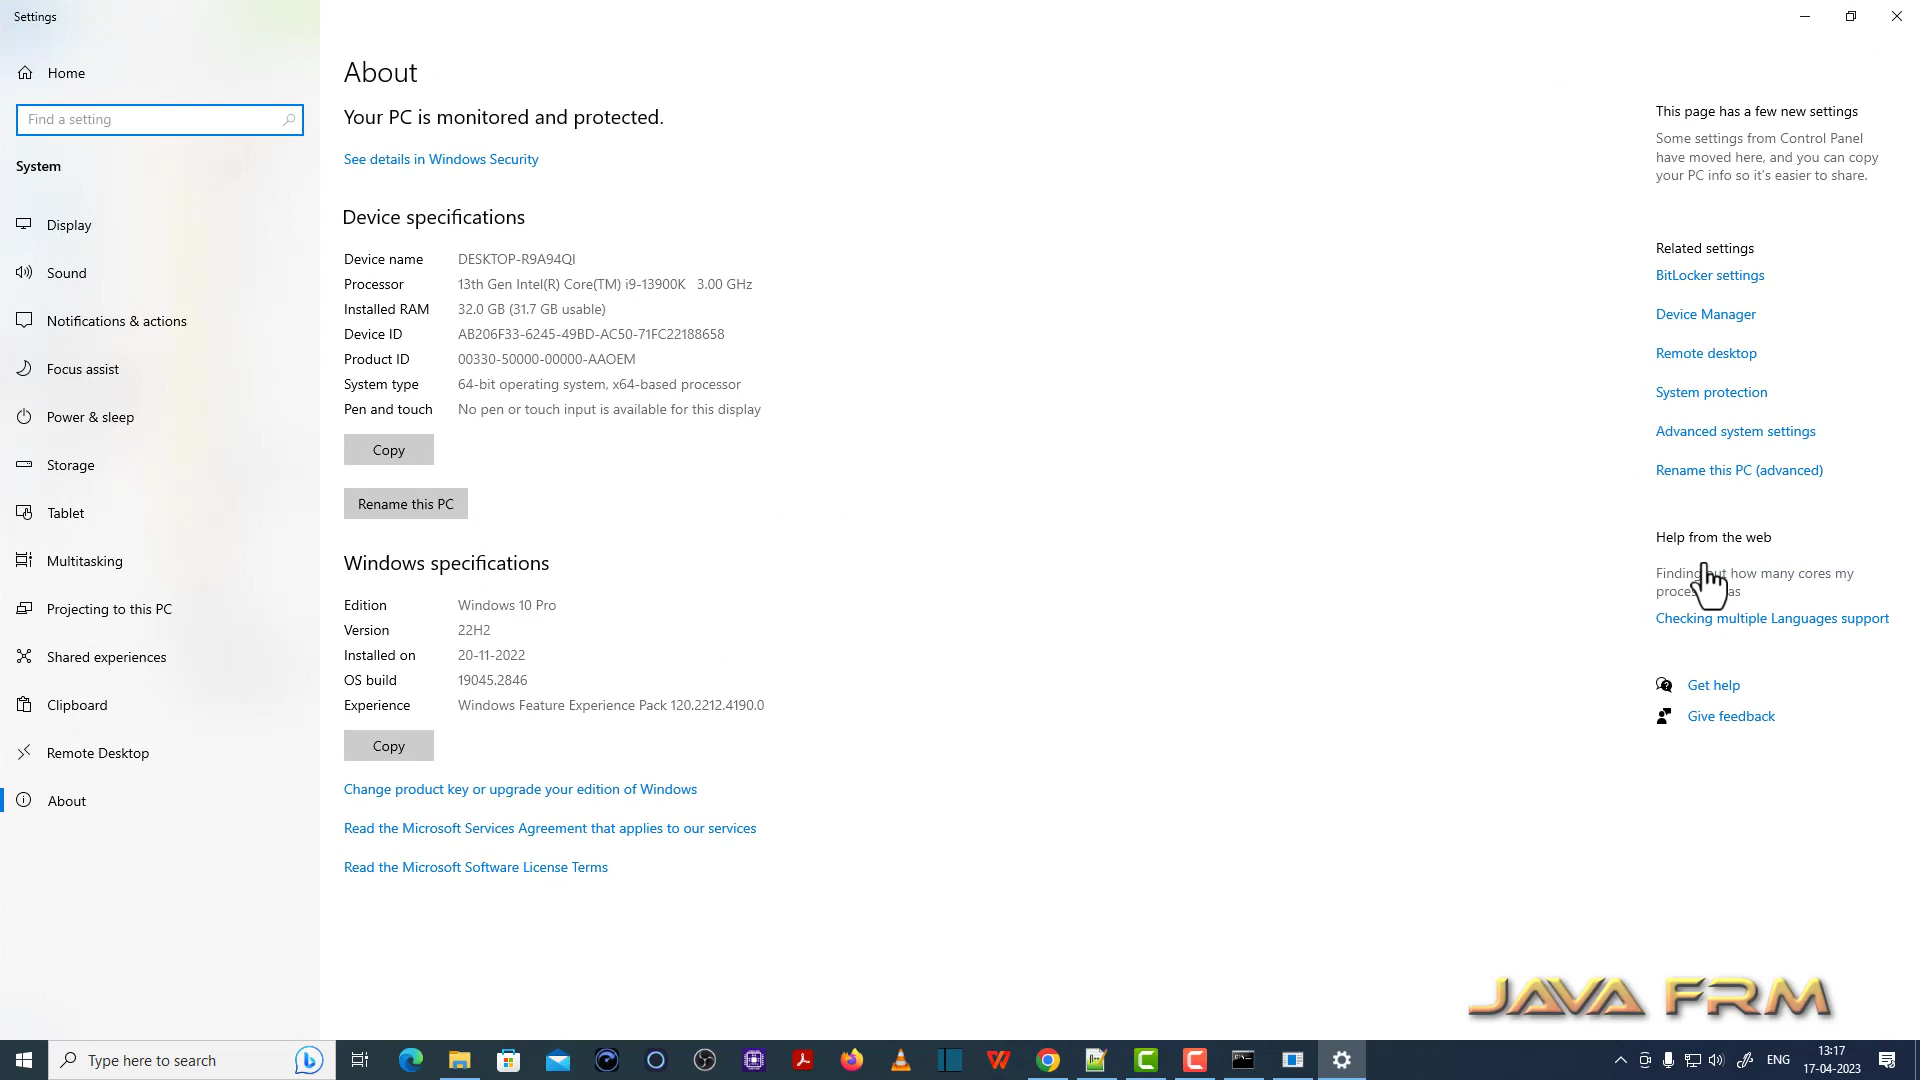 Settings
Home
Find a setting
System
Display
Sound
Notifications & actions
Focus assist
Power & sleep
Storage
Tablet
Multitasking
Projecting to this PC
Shared experiences
Clipboard
Remote Desktop
About
About
Your PC is monitored and protected.
See details in Windows Security
Device specifications
Device name DESKTOP-R9A94QI
Processor 13th Gen Intel(R) Core(TM) i9-13900K 3.00 GHz
Installed RAM 32.0 GB (31.7 GB usable)
Device ID AB206F33-6245-49BD-AC50-71FC22188658
Product ID 00330-50000-00000-AAOEM
System type 64-bit operating system, x64-based processor
Pen and touch No pen or touch input is available for this display
Copy
Rename this PC
Windows specifications
Edition Windows 10 Pro
Version 22H2
Installed on 20-11-2022
OS build 19045.2846
Experience Windows Feature Experience Pack 120.2212.4190.0
Copy
Change product key or upgrade your edition of Windows
Read the Microsoft Services Agreement that applies to our services
Read the Microsoft Software License Terms
This page has a few new settings
Some settings from Control Panel
have moved here, and you can copy
your PC info so it's easier to share.
Related settings
BitLocker settings
Device Manager
Remote desktop
System protection
Advanced system settings
Rename this PC (advanced)
Help from the web
Finding how many cores my
Checking multiple Languages support
Get help
Give feedback
JAVA FRM
Type here to search
ENG
13:17
17-04-2023